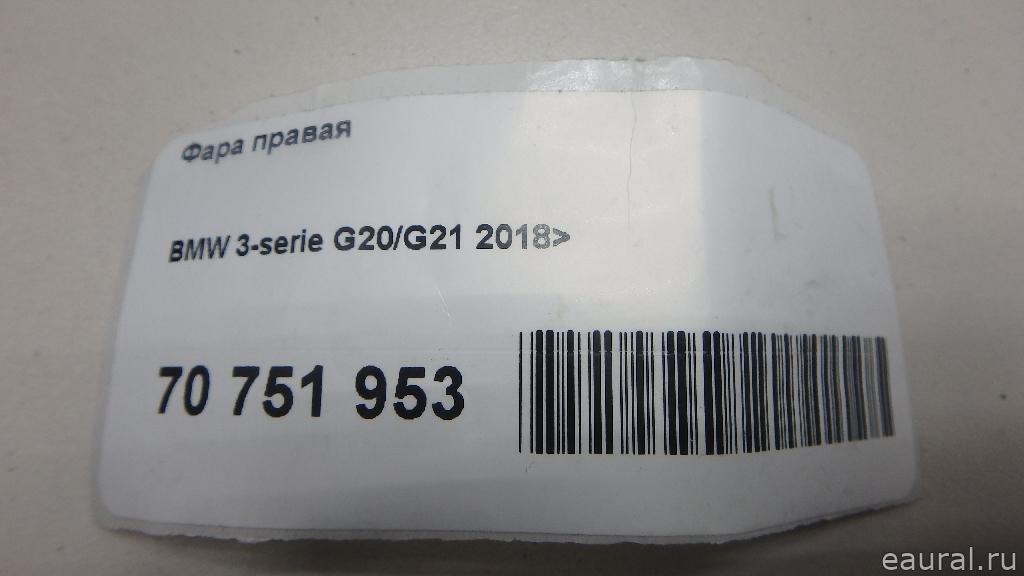 Фара правая
BMW 3-serie G20/G21 2018>
70 751 953
eaural.ru